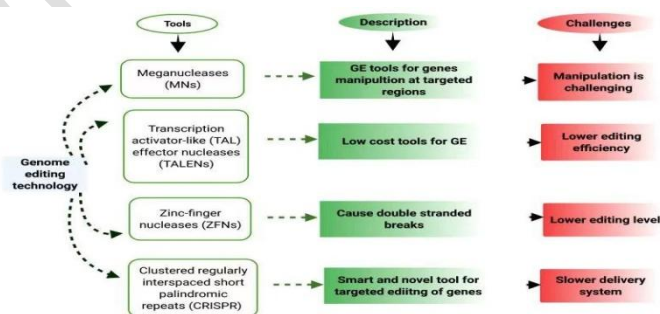 Tools
Description
Challenges
Meganucleases
(MNs)
GE tools for genes
manipultion at targeted
regions
Manipulation is
challenging
Transcription
activator-like (TAL)
effector nucleases
(TALENs)
Low cost tools for GE
Lower editing
efficiency
Genome
editing
technology
Zinc-finger
nucleases (ZFNs)
Cause double stranded
breaks
Lower editing level
Clustered regularly
interspaced short
palindromic
repeats (CRISPR)
Smart and novel tool for
targeted ediitng of genes
Slower delivery
system